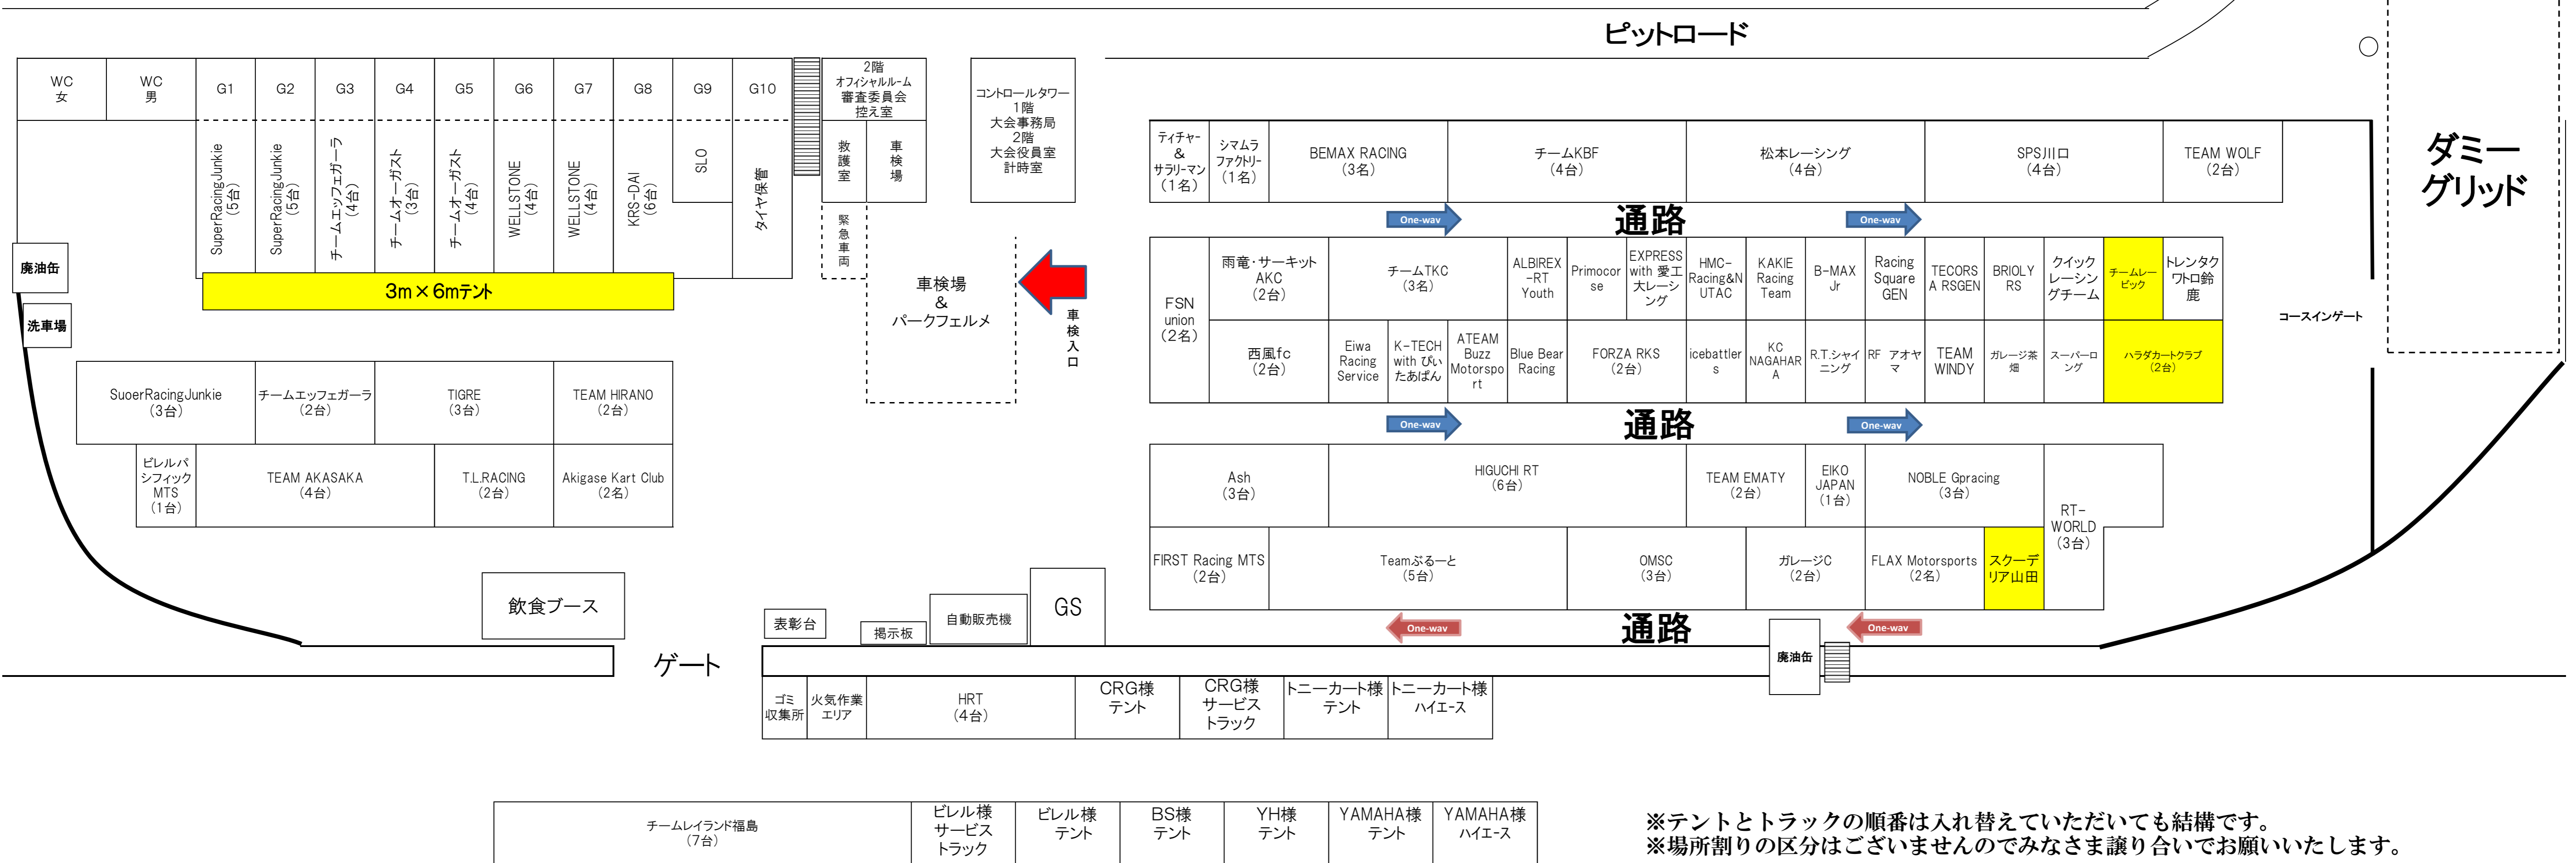 ピットロード
WC
女
WC
男
G1
G2
G3
G4
G5
G6
G7
G8
G9
G10
2階
オフィシャルルーム
審査委員会
控え室
コントロールタワー
1階
大会事務局
2階
大会役員室
計時室
SuperRacingJunkie
(5台)
SuperRacingJunkie
(5台)
チームエッフェガーラ
(4台)
チームオーガスト
(3台)
チームオーガスト
(4台)
WELLSTONE
(4台)
WELLSTONE
(4台)
KRS-DAI
(6台)
SLO
タイヤ保管
救護室
車検場
緊急車両
3m×6mテント
廃油缶
洗車場
車検場
&
パークフェルメ
車検入口
ティチャー
&
サラリーマン
(1名)
シマムラ
ファクトリー
(1名)
BEMAX RACING
(3名)
チームKBF
(4台)
松本レーシング
(4台)
SPS川口
(4台)
TEAM WOLF
(2台)
ダミー
グリッド
One-wav
通路
One-wav
FSN
union
(2名)
雨竜・サーキット
AKC
(2台)
チームTKC
(3名)
ALBIREX
-RT
Youth
Primocor
se
EXPRESS
with 愛工
大レーシ
ング
HMC-
Racing&N
UTAC
KAKIE
Racing
Team
B-MAX
Jr
Racing
Square
GEN
TECORS
A RSGEN
BRIOLY
RS
クイック
レーシン
グチーム
チームレー
ビック
トレンタク
ワトロ鈴
鹿
西風fc
(2台)
Eiwa
Racing
Service
K-TECH
with ぴい
たあぱん
ATEAM
Buzz
Motorspo
rt
Blue Bear
Racing
FORZA RKS
(2台)
icebattler
s
KC
NAGAHAR
A
R.T.シャイ
ニング
RF アオヤ
マ
TEAM
WINDY
ガレージ茶
畑
スーパーロ
ング
ハラダカートクラブ
(2台)
コースインゲート
One-wav
通路
One-wav
SuoerRacingJunkie
(3台)
チームエッフェガーラ
(2台)
TIGRE
(3台)
TEAM HIRANO
(2台)
ビレルパ
シフィック
MTS
(1台)
TEAM AKASAKA
(4台)
T.L.RACING
(2台)
Akigase Kart Club
(2名)
Ash
(3台)
HIGUCHI RT
(6台)
TEAM EMATY
(2台)
EIKO
JAPAN
(1台)
NOBLE Gpracing
(3台)
RT-
WORLD
(3台)
FIRST Racing MTS
(2台)
Teamぶるーと
(5台)
OMSC
(3台)
ガレージC
(2台)
FLAX Motorsports
(2名)
スクーデ
リア山田
飲食ブース
表彰台
掲示板
自動販売機
GS
One-wav
通路
One-wav
廃油缶
ゲート
ゴミ
収集所
火気作業
エリア
HRT
(4台)
CRG様
テント
CRG様
サービス
トラック
トニーカート様
テント
トニーカート様
ハイエース
チームレイランド福島
(7台)
ビレル様
サービス
トラック
ビレル様
テント
BS様
テント
YH様
テント
YAMAHA様
テント
YAMAHA様
ハイエース
※テントとトラックの順番は入れ替えていただいても結構です。
※場所割りの区分はございませんのでみなさま譲り合いでお願いいたします。